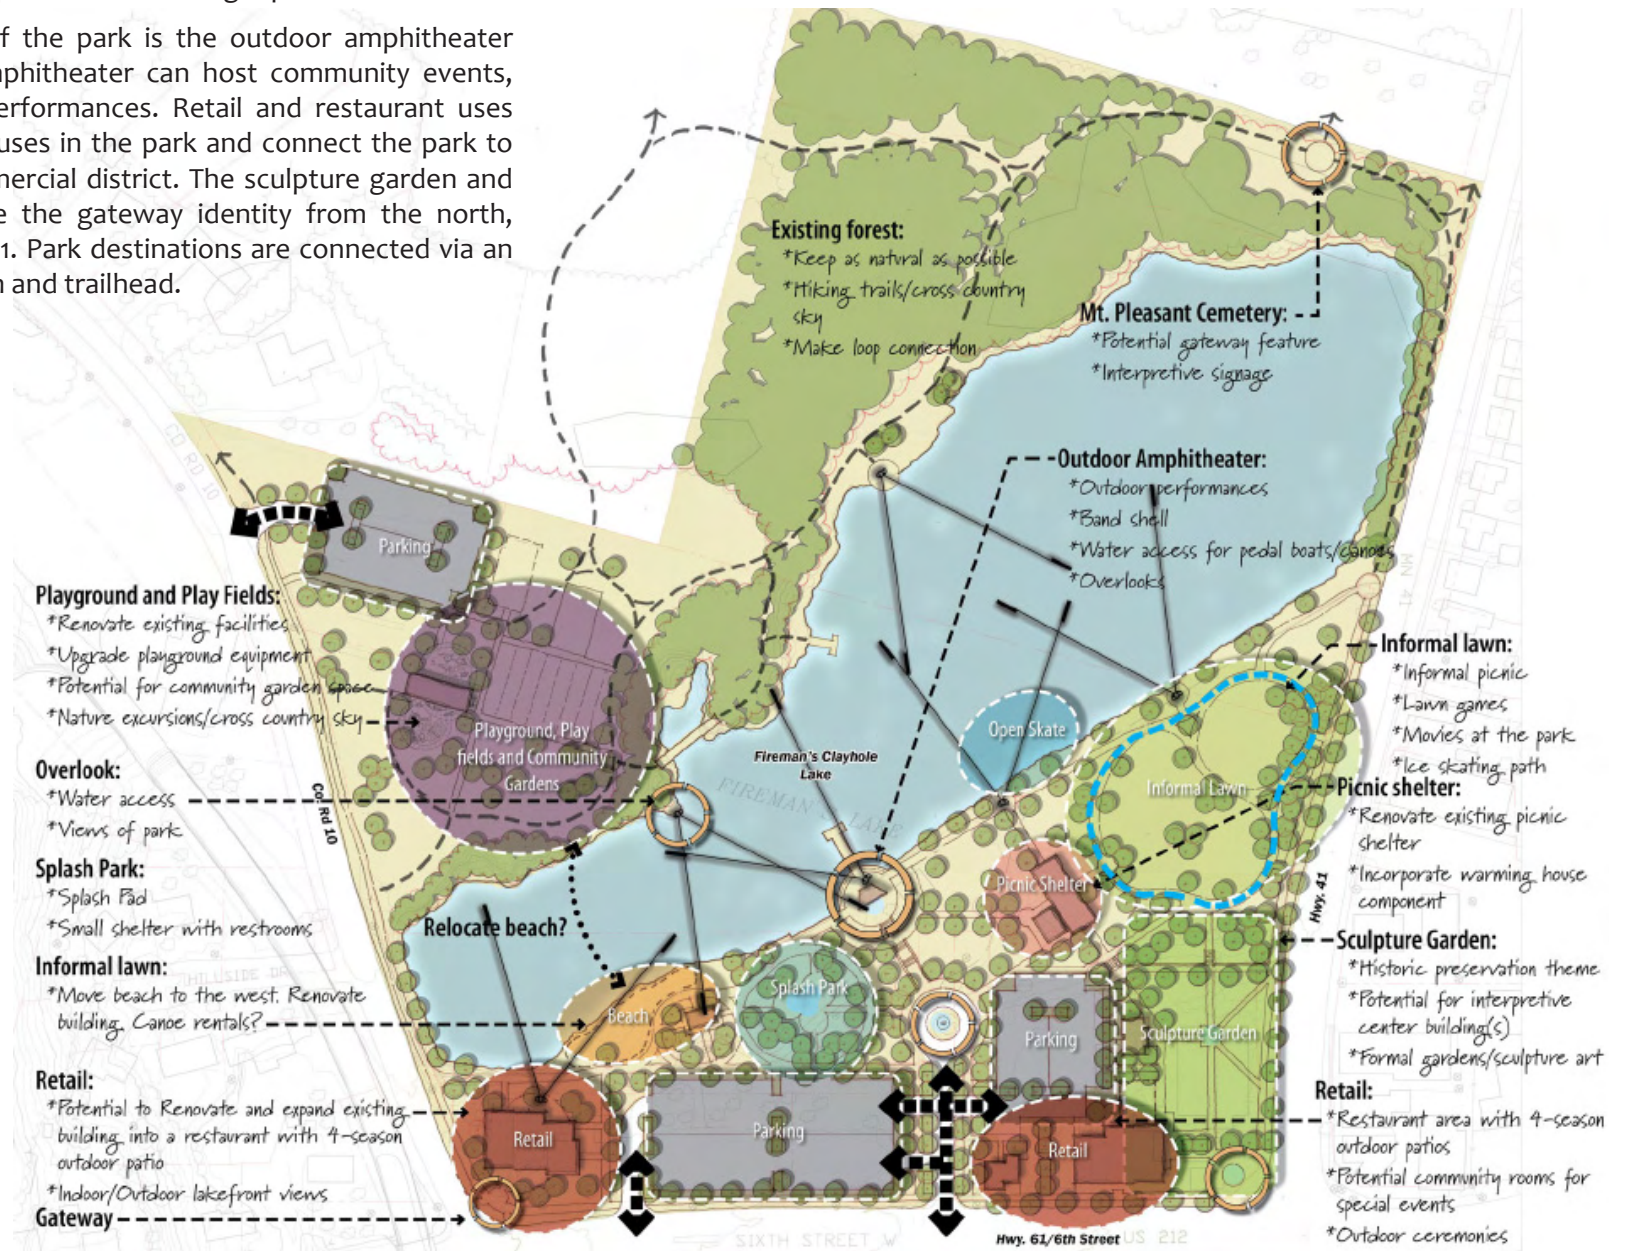 f the park is the outdoor amphitheater
mphitheater can host community events,
erformances. Retail and restaurant uses
uses in the park and connect the park to
mercial district. The sculpture garden and
e the gateway identity from the north,
1. Park destinations are connected via an
n and trailhead.
Existing forest:
*Keep as natural as possible
*Hiking trails/cross country
sky
*Make loop connection
Mt. Pleasant Cemetery:
*Potential gateway feature
*Interpretive signage
Outdoor Amphitheater:
*Outdoor performances
*Band shell
*Water access for pedal boats/canoes
*Overlooks
CO RD 10
Parking
MN 41
Playground and Play Fields:
*Renovate existing facilities
*Upgrade playground equipment
*Potential for community garden space
*Nature excursions/cross country sky
Playground, Play
fields and Community
Gardens
Open Skate
Fireman's Clayhole
Lake
FIREMAN'S LAKE
Informal Lawn
Informal lawn:
*Informal picnic
*Lawn games
*Movies at the park
*Ice skating path
Overlook:
*Water access
*Views of park
Co. Rd 10
Picnic shelter:
*Renovate existing picnic
shelter
*Incorporate warming house
component
Picnic Shelter
Hwy. 41
Splash Park:
*Splash Pad
*Small shelter with restrooms
Relocate beach?
Informal lawn:
*Move beach to the west. Renovate
building, Canoe rentals?
HILLSIDE DR
Beach
Splash Park
Parking
Sculpture Garden
Sculpture Garden:
*Historic preservation theme
*Potential for interpretive
center building(s)
*Formal gardens/sculpture art
Retail:
*Potential to Renovate and expand existing
building into a restaurant with 4-season
outdoor patio
*Indoor/Outdoor lakefront views
Gateway
Retail
Parking
Retail
Retail:
*Restaurant area with 4-season
outdoor patios
*Potential community rooms for
special events
*Outdoor ceremonies
SIXTH STREET W
Hwy. 61/6th Street
US 212